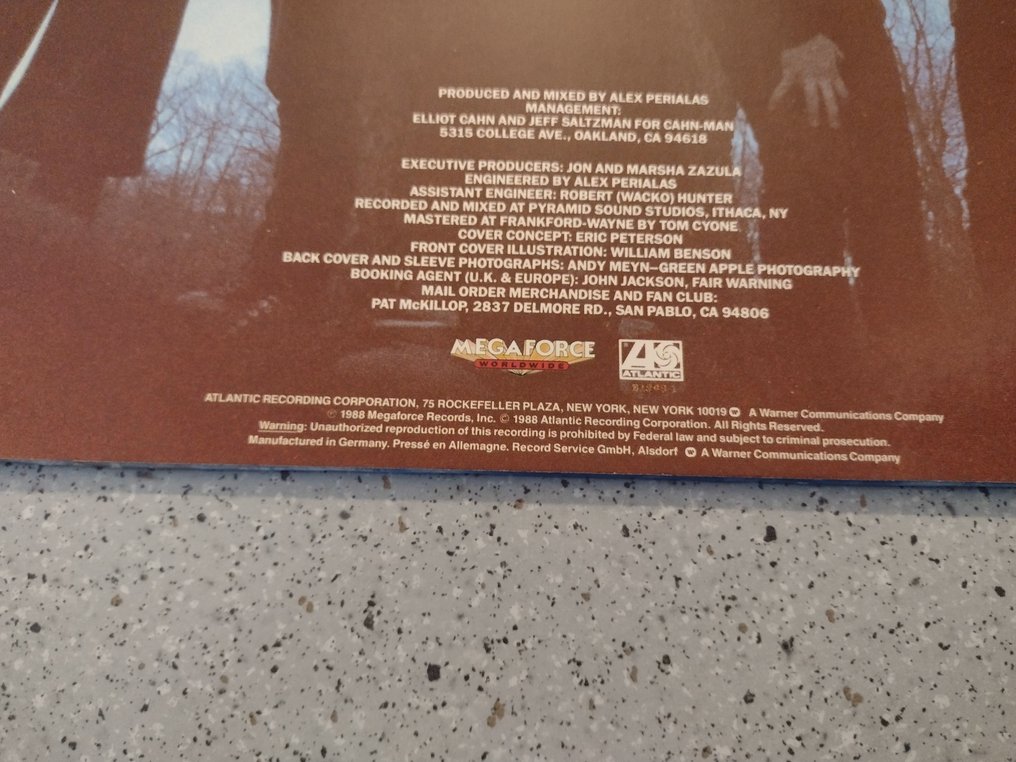 PRODUCED AND MIXED BY ALEX PERIALAS
MANAGEMENT:
ELLIOT CAHN AND JEFF SALTZMAN FOR CAHN-MAN
5315 COLLEGE AVE., OAKLAND, CA 94618
EXECUTIVE PRODUCERS: JON AND MARSHA ZAZULA
ENGINEERED BY ALEX PERIALAS
ASSISTANT ENGINEER: ROBERT (WACKO) HUNTER
RECORDED AND MIXED AT PYRAMID SOUND STUDIOS, ITHACA, NY
MASTERED AT FRANKFORD-WAYNE BY TOM CYONE
COVER CONCEPT: ERIC PETERSON
FRONT COVER ILLUSTRATION: WILLIAM BENSON
BACK COVER AND SLEEVE PHOTOGRAPHS: ANDY MEYN—GREEN APPLE PHOTOGRAPHY
BOOKING AGENT (U.K. & EUROPE): JOHN JACKSON, FAIR WARNING
MAIL ORDER MERCHANDISE AND FAN CLUB:
PAT McKILLOP, 2837 DELMORE RD., SAN PABLO, CA 94806
MEGAFORCE
WORLDWIDE
ATLANTIC
ATLANTIC RECORDING CORPORATION, 75 ROCKEFELLER PLAZA, NEW YORK, NEW YORK 10019 A Warner Communications Company
℗ 1988 Megaforce Records, Inc. © 1988 Atlantic Recording Corporation. All Rights Reserved.
Warning: Unauthorized reproduction of this recording is prohibited by Federal law and subject to criminal prosecution.
Manufactured in Germany. Pressé en Allemagne. Record Service GmbH, Alsdorf A Warner Communications Company